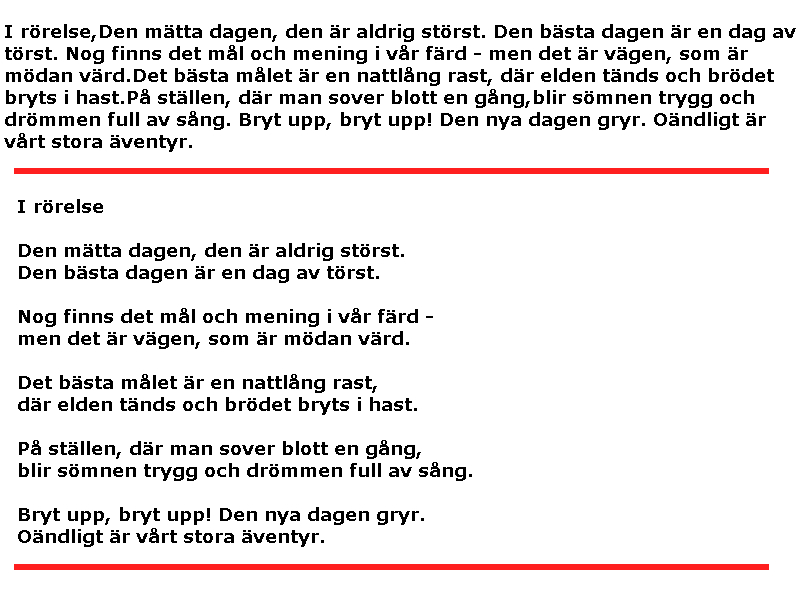 I rörelse,Den mätta dagen, den är aldrig störst. Den bästa dagen är en dag av
törst. Nog finns det mål och mening i vår färd - men det är vägen, som är
mödan värd.Det bästa målet är en nattlång rast, där elden tänds och brödet
bryts i hast.På ställen, där man sover blott en gång,blir sömnen trygg och
drömmen full av sång. Bryt upp, bryt upp! Den nya dagen gryr. Oändligt är
vårt stora äventyr.
I rörelse
Den mätta dagen, den är aldrig störst.
Den bästa dagen är en dag av törst.
Nog finns det mål och mening i vår färd -
men det är vägen, som är mödan värd.
Det bästa målet är en nattlång rast,
där elden tänds och brödet bryts i hast.
På ställen, där man sover blott en gång,
blir sömnen trygg och drömmen full av sång.
Bryt upp, bryt upp! Den nya dagen gryr.
Oändligt är vårt stora äventyr.